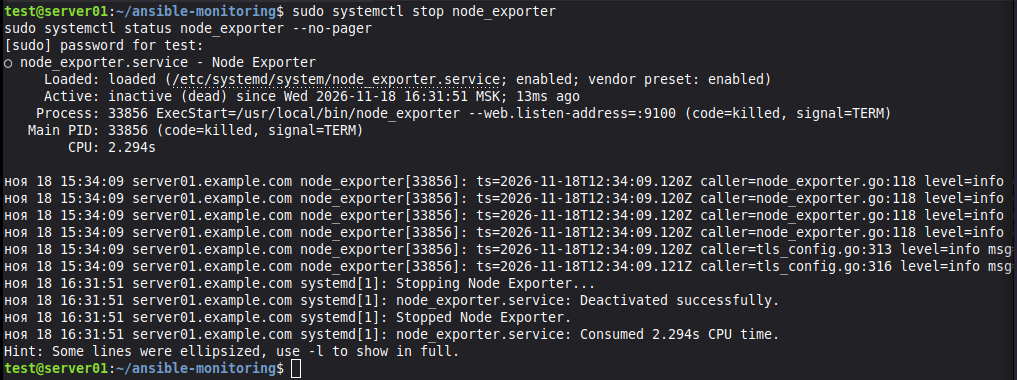 test@server01:~/ansible-monitoring$ sudo systemctl stop node_exporter
sudo systemctl status node_exporter --no-pager
[sudo] password for test:
○ node_exporter.service - Node Exporter
     Loaded: loaded (/etc/systemd/system/node_exporter.service; enabled; vendor preset: enabled)
     Active: inactive (dead) since Wed 2026-11-18 16:31:51 MSK; 13ms ago
    Process: 33856 ExecStart=/usr/local/bin/node_exporter --web.listen-address=:9100 (code=killed, signal=TERM)
   Main PID: 33856 (code=killed, signal=TERM)
        CPU: 2.294s

ноя 18 15:34:09 server01.example.com node_exporter[33856]: ts=2026-11-18T12:34:09.120Z caller=node_exporter.go:118 level=info
ноя 18 15:34:09 server01.example.com node_exporter[33856]: ts=2026-11-18T12:34:09.120Z caller=node_exporter.go:118 level=info
ноя 18 15:34:09 server01.example.com node_exporter[33856]: ts=2026-11-18T12:34:09.120Z caller=node_exporter.go:118 level=info
ноя 18 15:34:09 server01.example.com node_exporter[33856]: ts=2026-11-18T12:34:09.120Z caller=node_exporter.go:118 level=info
ноя 18 15:34:09 server01.example.com node_exporter[33856]: ts=2026-11-18T12:34:09.120Z caller=tls_config.go:313 level=info msg
ноя 18 15:34:09 server01.example.com node_exporter[33856]: ts=2026-11-18T12:34:09.121Z caller=tls_config.go:316 level=info msg
ноя 18 16:31:51 server01.example.com systemd[1]: Stopping Node Exporter...
ноя 18 16:31:51 server01.example.com systemd[1]: node_exporter.service: Deactivated successfully.
ноя 18 16:31:51 server01.example.com systemd[1]: Stopped Node Exporter.
ноя 18 16:31:51 server01.example.com systemd[1]: node_exporter.service: Consumed 2.294s CPU time.
Hint: Some lines were ellipsized, use -l to show in full.
test@server01:~/ansible-monitoring$